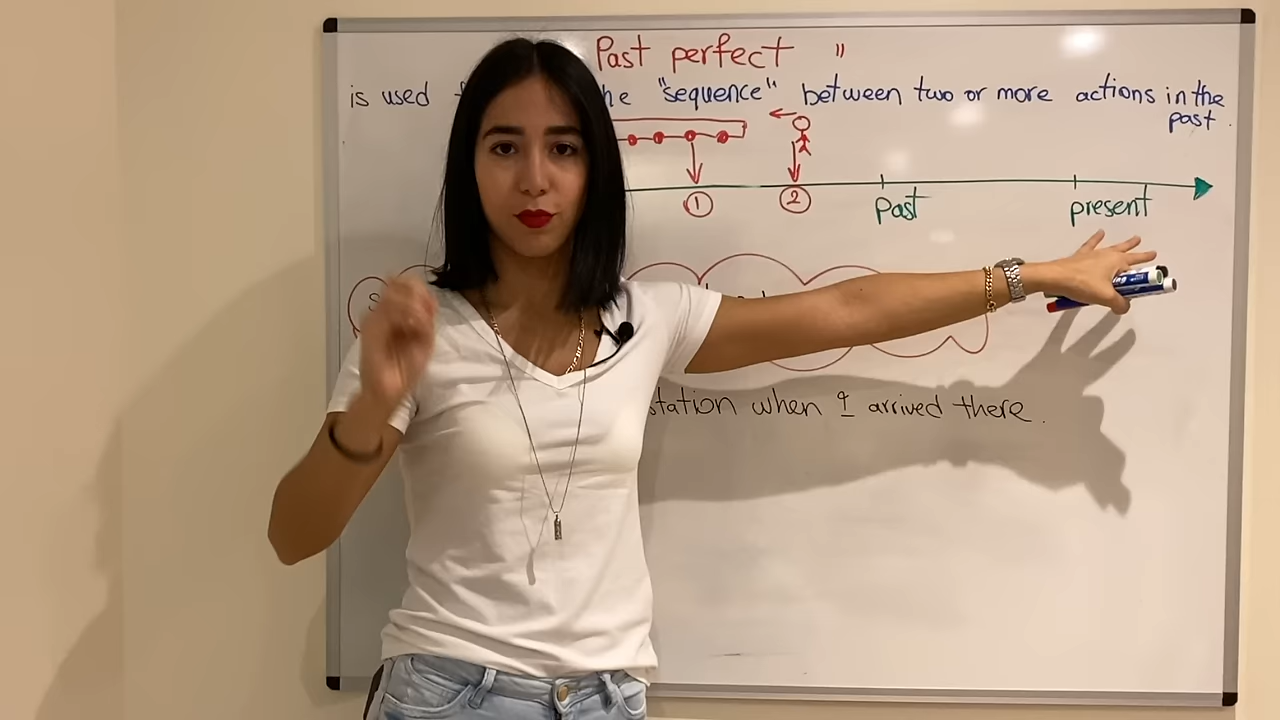 Past perfect "
is used he "sequence" between two or more actions in the
past.
1 2 past present
S
station when I arrived there.